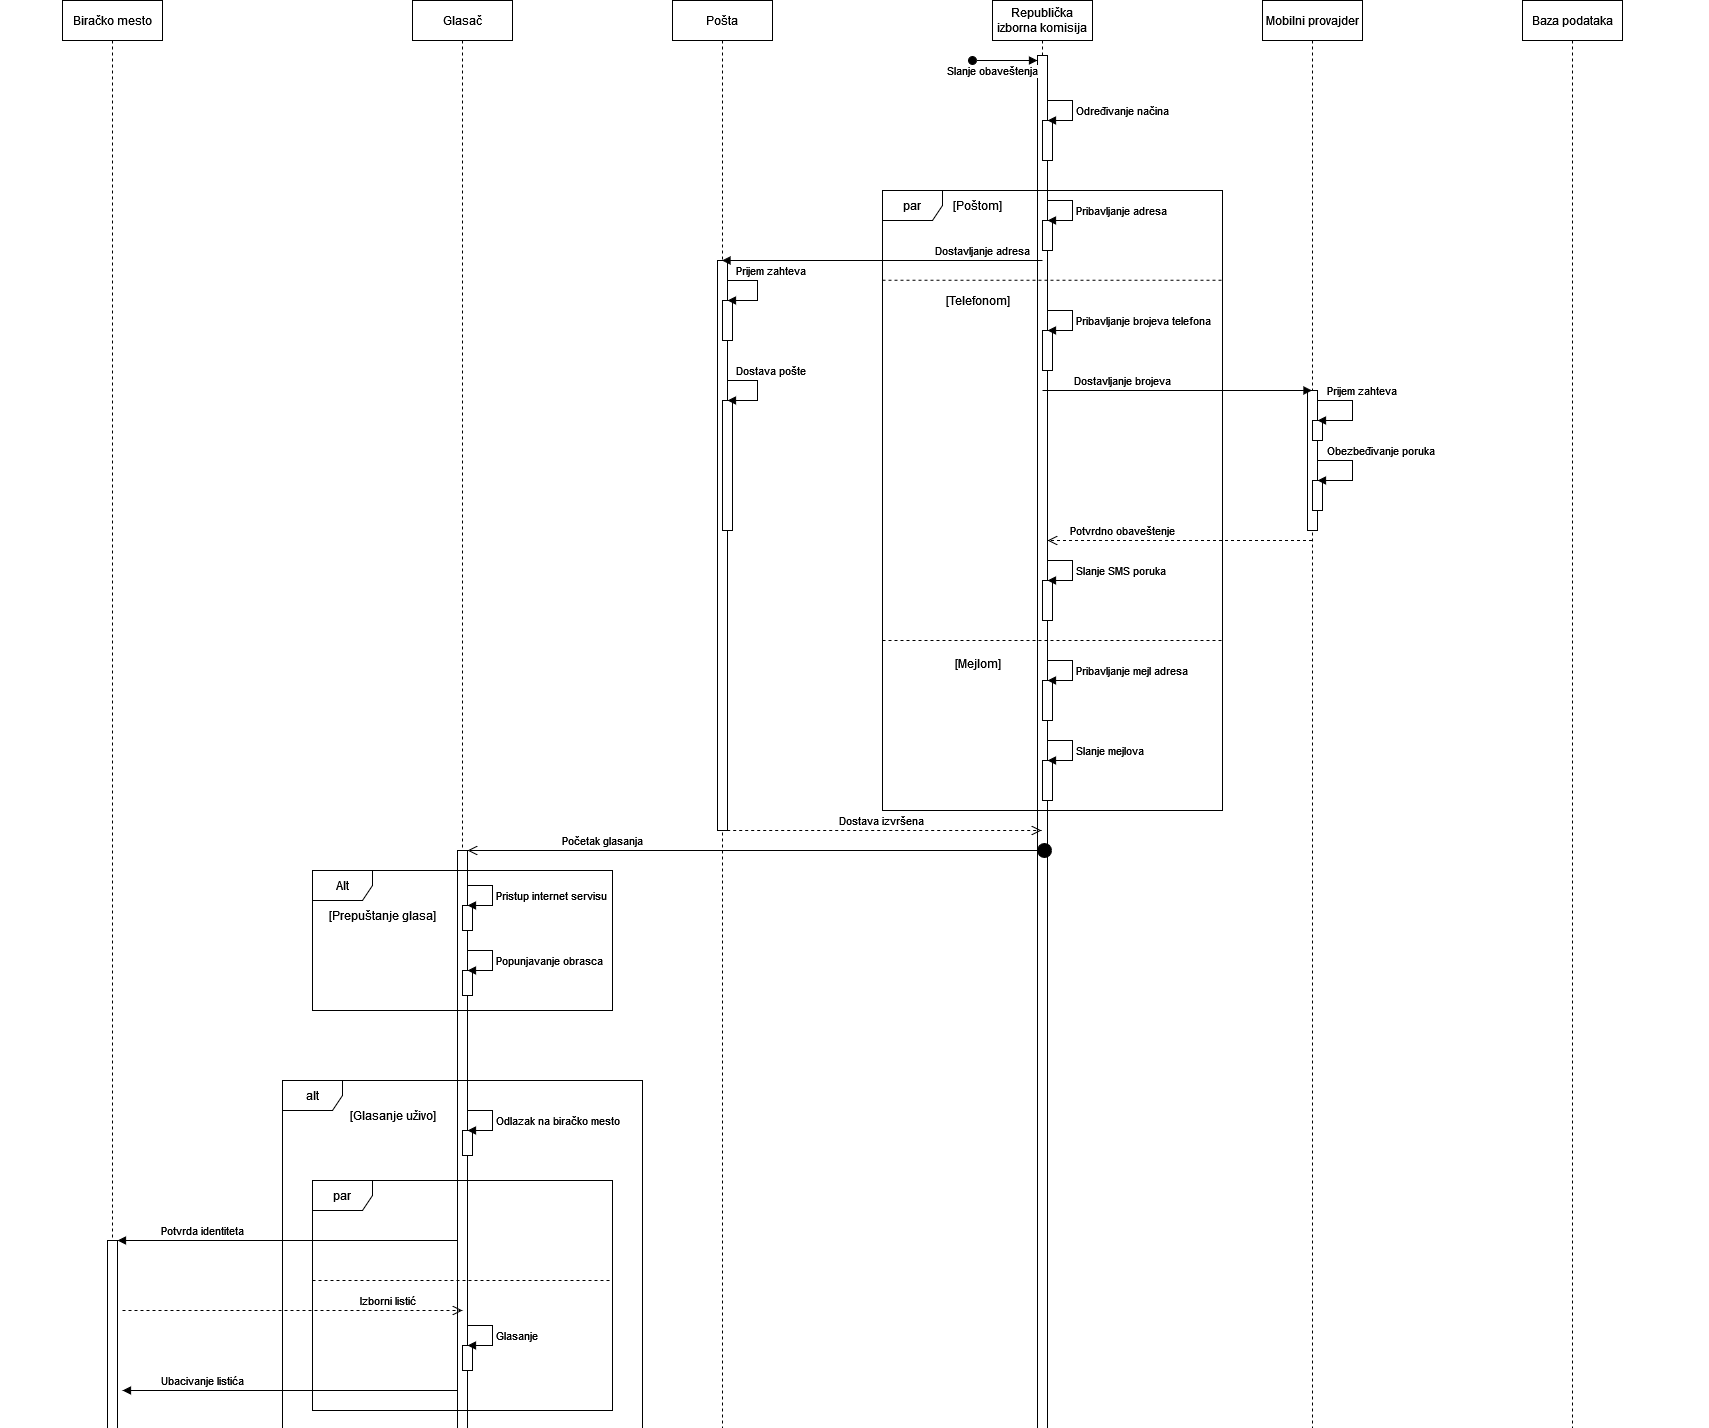 Biračko mesto
Glasač
Pošta
Republička
izborna komisija
Mobilni provajder
Baza podataka
Slanje obaveštenja
Određivanje načina
par
[Poštom]
Pribavljanje adresa
Dostavljanje adresa
Prijem zahteva
[Telefonom]
Pribavljanje brojeva telefona
Dostava pošte
Dostavljanje brojeva
Prijem zahteva
Obezbeđivanje poruka
Potvrdno obaveštenje
Slanje SMS poruka
[Mejlom]
Pribavljanje mejl adresa
Slanje mejlova
Dostava izvršena
Početak glasanja
Alt
Pristup internet servisu
[Prepuštanje glasa]
Popunjavanje obrasca
alt
[Glasanje uživo]
Odlazak na biračko mesto
par
Potvrda identiteta
Izborni listić
Glasanje
Ubacivanje listića